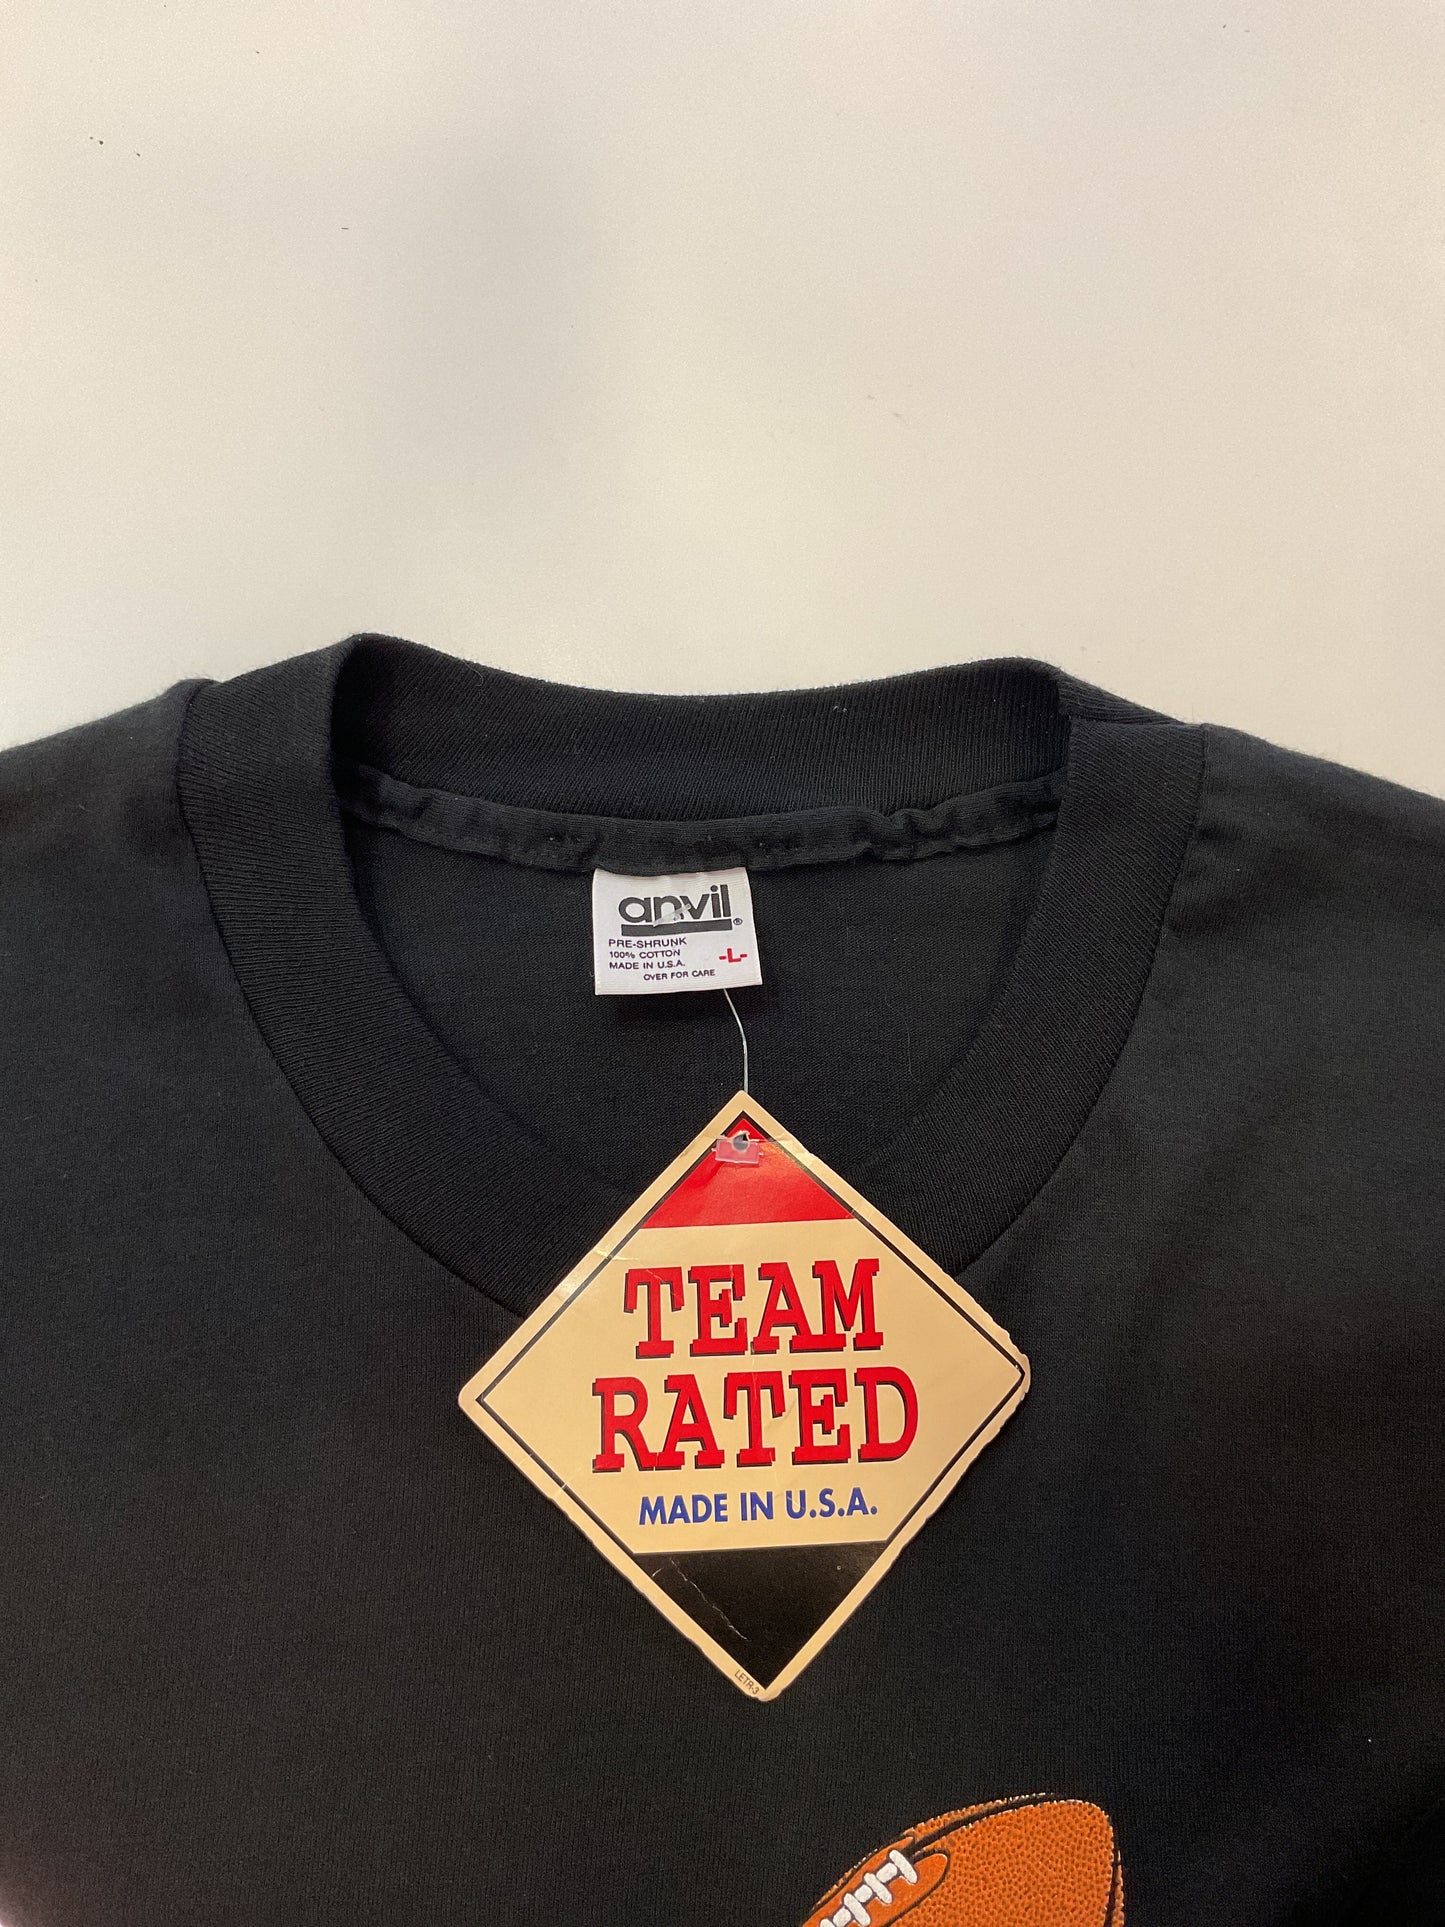 anvil®
PRE-SHRUNK
100% COTTON
MADE IN U.S.A.
-L-
OVER FOR CARE
TEAM
RATED
MADE IN U.S.A.
LETR-3